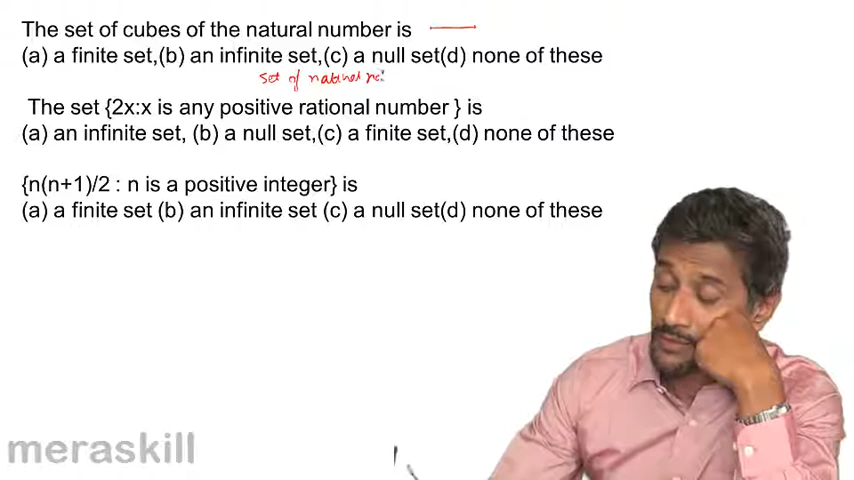 The set of cubes of the natural number is
(a) a finite set,(b) an infinite set,(c) a null set(d) none of these
set of natural
The set {2x:x is any positive rational number } is
(a) an infinite set, (b) a null set,(c) a finite set,(d) none of these
{n(n+1)/2 : n is a positive integer} is
(a) a finite set (b) an infinite set (c) a null set(d) none of these
meraskill